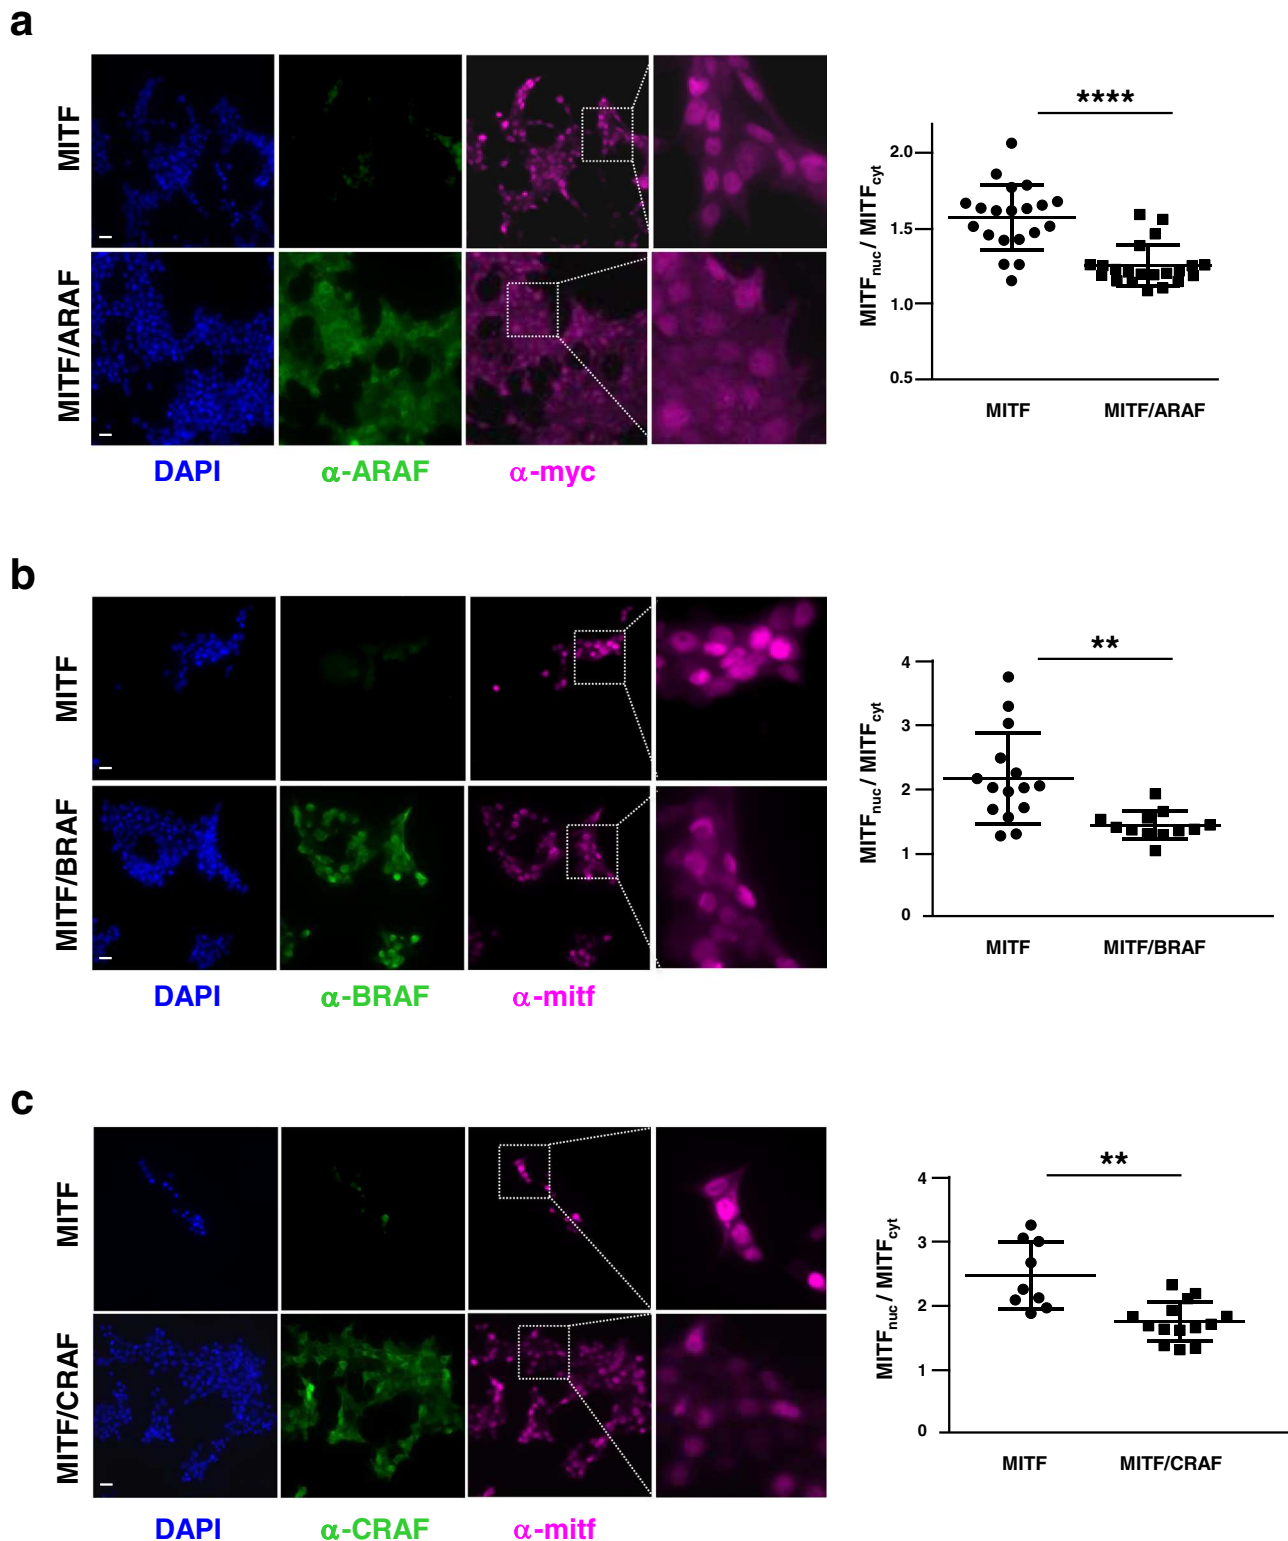 a
MITF
MITF/ARAF
DAPI
α-ARAF
α-myc
****
MITFnuc / MITFcyt
2.0
1.5
1.0
0.5
MITF
MITF/ARAF
b
MITF
MITF/BRAF
DAPI
α-BRAF
α-mitf
**
MITFnuc / MITFcyt
4
3
2
1
0
MITF
MITF/BRAF
c
MITF
MITF/CRAF
DAPI
α-CRAF
α-mitf
**
MITFnuc / MITFcyt
4
3
2
1
0
MITF
MITF/CRAF